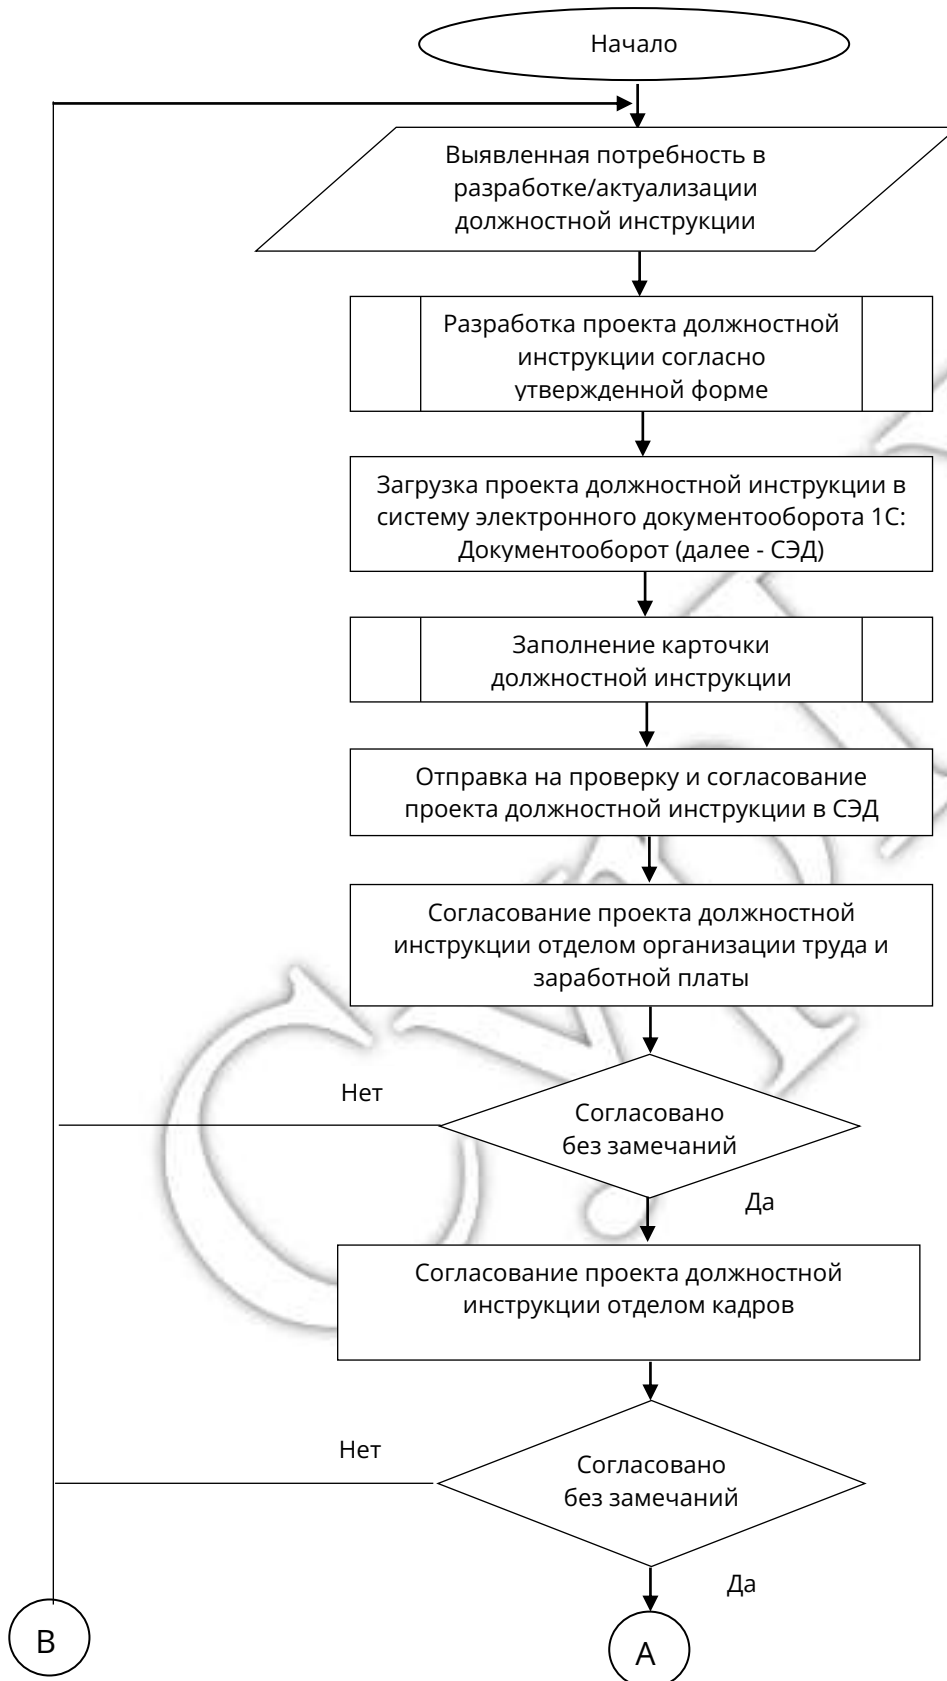 Начало
Выявленная потребность в
разработке/актуализации
должностной инструкции
Разработка проекта должностной
инструкции согласно
утвержденной форме
Загрузка проекта должностной инструкции в
систему электронного документооборота 1С:
Документооборот (далее - СЭД)
Заполнение карточки
должностной инструкции
Отправка на проверку и согласование
проекта должностной инструкции в СЭД
Согласование проекта должностной
инструкции отделом организации труда и
заработной платы
Нет
Согласовано
без замечаний
Да
Согласование проекта должностной
инструкции отделом кадров
Нет
Согласовано
без замечаний
Да
В
А